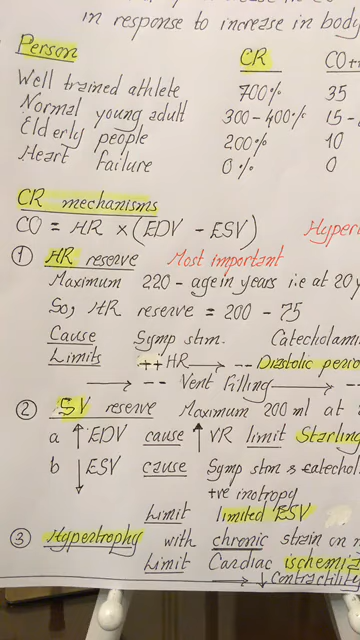 in response to increase in body
Person CR CO
Well trained athlete 700% 35
Normal young adult 300-400% 15-
Elderly people 200% 10
Heart Failure 0% 0
CR mechanisms
CO = HR × (EDV - ESV) Hyper
① HR reserve Most important
Maximum 220 - age in years i.e at 20 y
So, HR reserve = 200 - 75
Cause Symp stm. Catecholam
Limits ++ HR → -- Diastolic perio
→ -- Vent Filling → --
② SV reserve Maximum 200 ml at
a ↑ EDV cause ↑ VR limit Starling
b ↓ ESV cause Symp stm & catechol
+ve inotropy
Limit limited ESV
③ Hypertrophy with chronic strain on
Limit Cardiac ischemia
→ ↓ Contractility